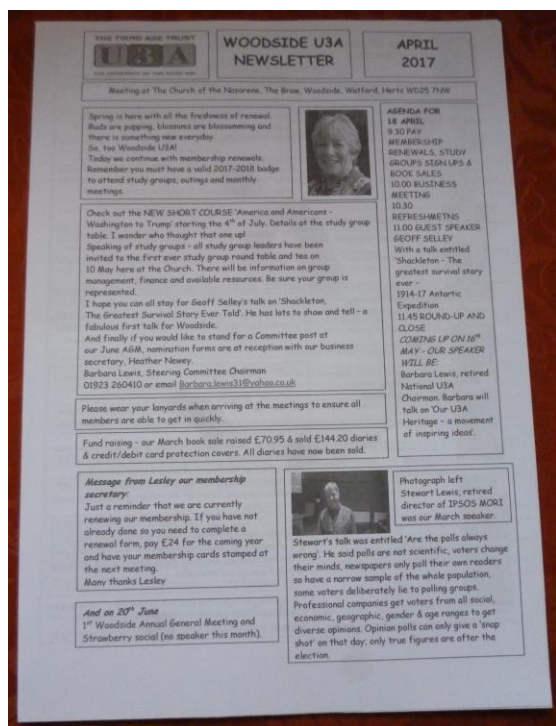 THE THIRD AGE TRUST
U3A
THE UNIVERSITY OF THE THIRD AGE
WOODSIDE U3A
NEWSLETTER
APRIL
2017
Meeting at The Church of the Nazarene, The Brow, Woodside, Watford, Herts WD25 7NW
Spring is here with all the freshness of renewal.
Buds are popping, blossoms are blossomming and
there is something new everyday.
So, too Woodside U3A!
Today we continue with membership renewals.
Remember you must have a valid 2017-2018 badge
to attend study groups, outings and monthly
meetings.
Check out the NEW SHORT COURSE 'America and Americans -
Washington to Trump' starting the 4th of July. Details at the study group
table. I wonder who thought that one up!
Speaking of study groups - all study group leaders have been
invited to the first ever study group round table and tea on
10 May here at the Church. There will be information on group
management, finance and available resources. Be sure your group is
represented.
I hope you can all stay for Geoff Selley's talk on 'Shackleton,
The Greatest Survival Story Ever Told'. He has lots to show and tell - a
fabulous first talk for Woodside.
And finally if you would like to stand for a Committee post at
our June AGM, nomination forms are at reception with our business
secretary, Heather Newey.
Barbara Lewis, Steering Committee Chairman
01923 260410 or email Barbara.lewis31@yahoo.co.uk
Please wear your lanyards when arriving at the meetings to ensure all
members are able to get in quickly.
Fund raising - our March book sale raised £70.95 & sold £144.20 diaries
& credit/debit card protection covers. All diaries have now been sold.
AGENDA FOR
18 APRIL
9.30 PAY
MEMBERSHIP
RENEWALS, STUDY
GROUPS SIGN UPS &
BOOK SALES
10.00 BUSINESS
MEETING
10.30
REFRESHMETNS
11.00 GUEST SPEAKER
GEOFF SELLEY
With a talk entitled
'Shackleton - The
greatest survival story
ever -
1914-17 Antartic
Expedition
11.45 ROUND-UP AND
CLOSE
COMING UP ON 16th
MAY - OUR SPEAKER
WILL BE:
Barbara Lewis, retired
National U3A
Chairman. Barbara will
talk on 'Our U3A
Heritage - a movement
of inspiring ideas'.
Message from Lesley our membership
secretary:
Just a reminder that we are currently
renewing our membership. If you have not
already done so you need to complete a
renewal form, pay £24 for the coming year
and have your membership cards stamped at
the next meeting.
Many thanks Lesley
And on 20th June
1st Woodside Annual General Meeting and
Strawberry social (no speaker this month).
Photograph left
Stewart Lewis, retired
director of IPSOS MORI
was our March speaker.
Stewart's talk was entitled 'Are the polls always
wrong'. He said polls are not scientific, voters change
their minds, newspapers only poll their own readers
so have a narrow sample of the whole population,
some voters deliberately lie to polling groups.
Professional companies get voters from all social,
economic, geographic, gender & age ranges to get
diverse opinions. Opinion polls can only give a 'snap
shot' on that day; only true figures are after the
election.